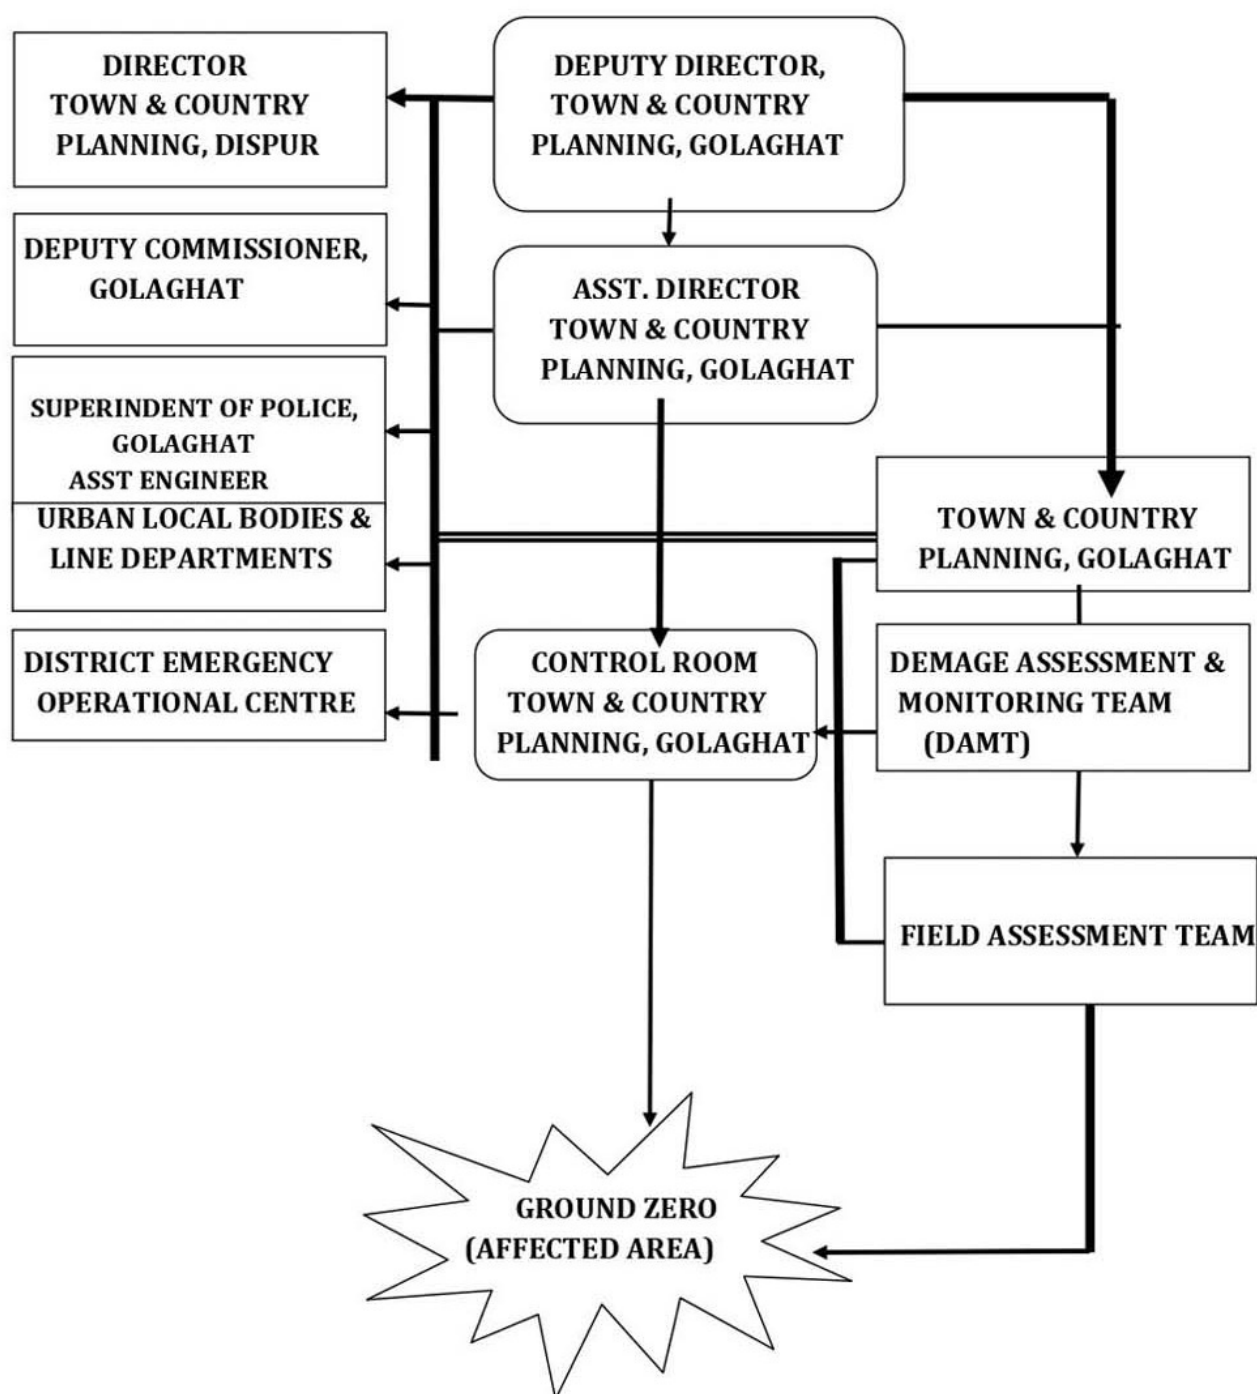 DIRECTOR
TOWN & COUNTRY
PLANNING, DISPUR
DEPUTY DIRECTOR,
TOWN & COUNTRY
PLANNING, GOLAGHAT
DEPUTY COMMISSIONER,
GOLAGHAT
ASST. DIRECTOR
TOWN & COUNTRY
PLANNING, GOLAGHAT
SUPERINDENT OF POLICE,
GOLAGHAT
ASST ENGINEER
URBAN LOCAL BODIES &
LINE DEPARTMENTS
TOWN & COUNTRY
PLANNING, GOLAGHAT
DISTRICT EMERGENCY
OPERATIONAL CENTRE
CONTROL ROOM
TOWN & COUNTRY
PLANNING, GOLAGHAT
DEMAGE ASSESSMENT &
MONITORING TEAM
(DAMT)
FIELD ASSESSMENT TEAM
GROUND ZERO
(AFFECTED AREA)